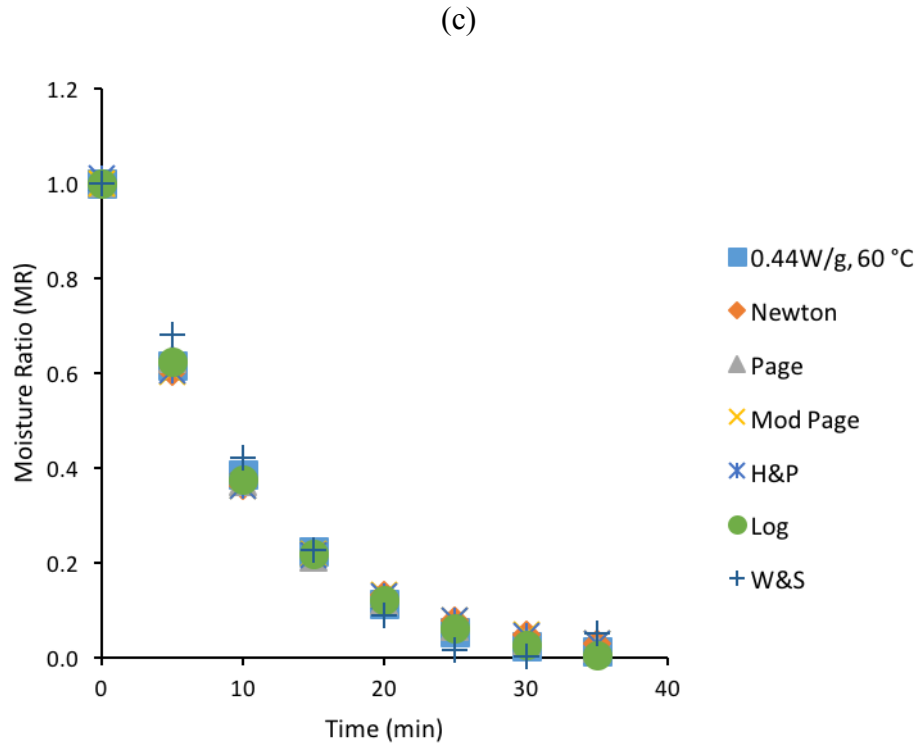 (c)
1.2
1.0
0.8
0.6
0.4
0.2
0.0
0 10 20 30 40
Moisture Ratio (MR)
Time (min)
0.44W/g, 60 °C
Newton
Page
Mod Page
H&P
Log
W&S